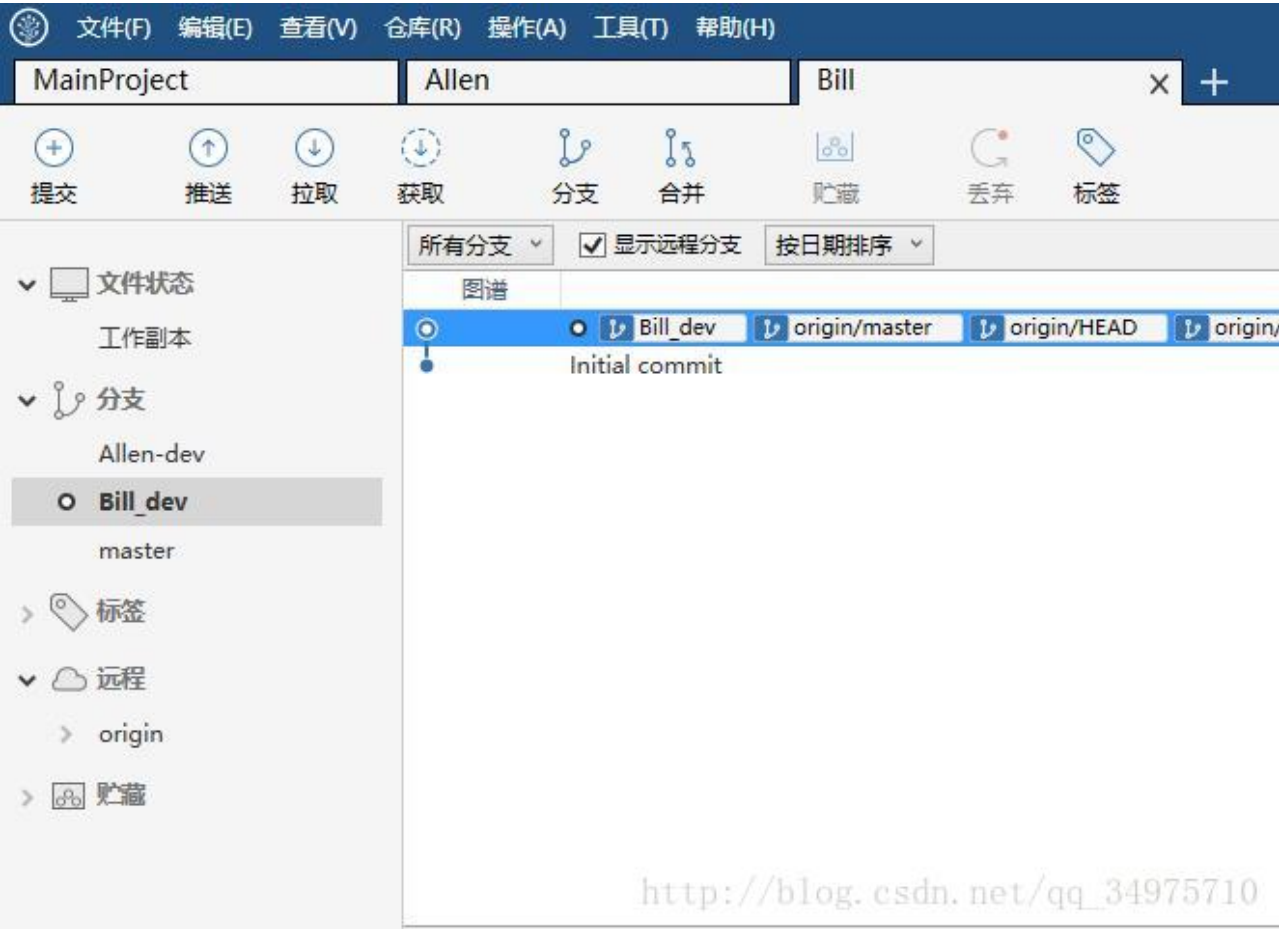 文件(F) 编辑(E) 查看(V) 仓库(R) 操作(A) 工具(T) 帮助(H)
MainProject Allen Bill
提交 推送 拉取 获取 分支 合并 贮藏 丢弃 标签
所有分支 显示远程分支 按日期排序
图谱
Bill_dev origin/master origin/HEAD origin/
Initial commit
文件状态
工作副本
分支
Allen-dev
Bill_dev
master
标签
远程
origin
贮藏
http://blog.csdn.net/qq_34975710